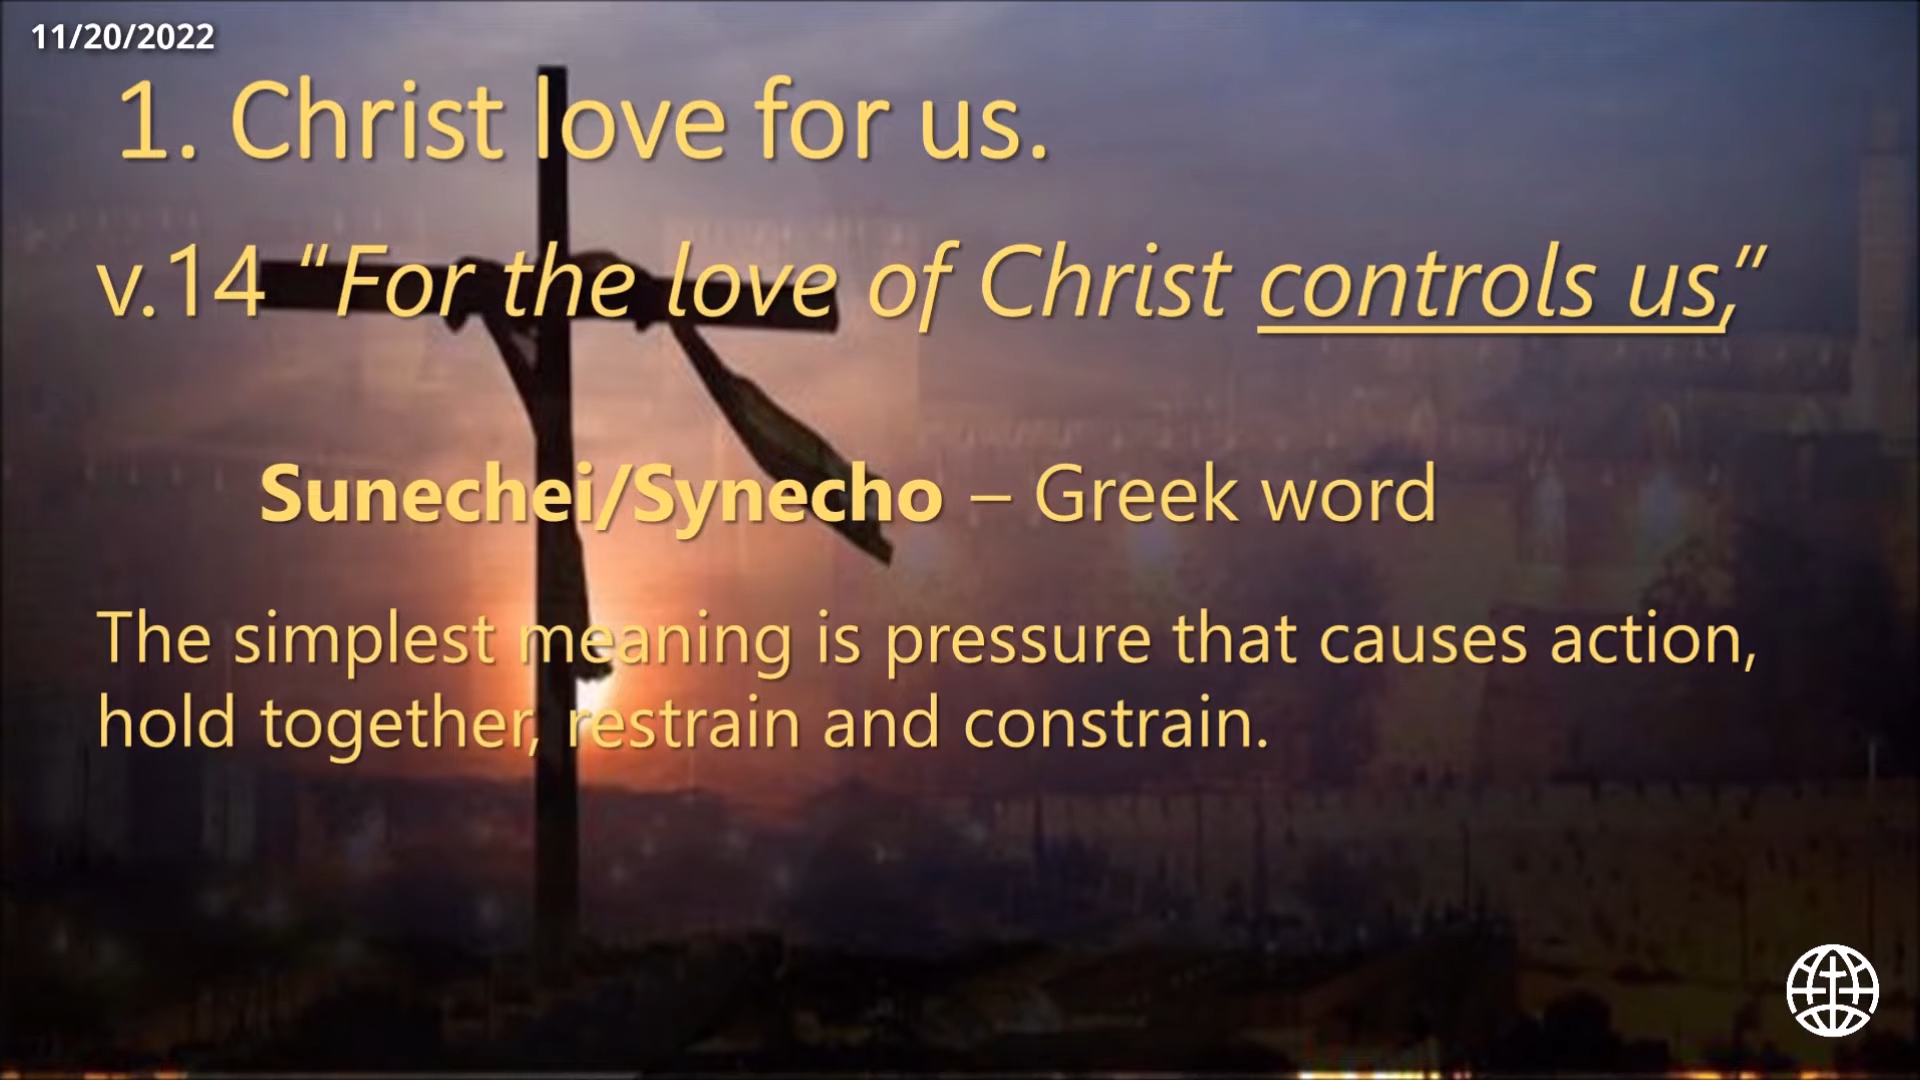 11/20/2022
1. Christ love for us.
v.14 “For the love of Christ controls us,”
Sunechei/Synecho – Greek word
The simplest meaning is pressure that causes action,
hold together, restrain and constrain.